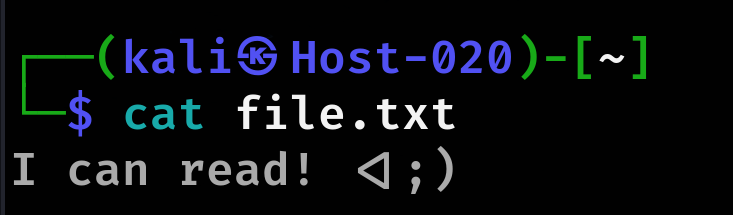 ┌──(kali㉿Host-020)-[~]
└─$ cat file.txt
I can read! ᐊ;)